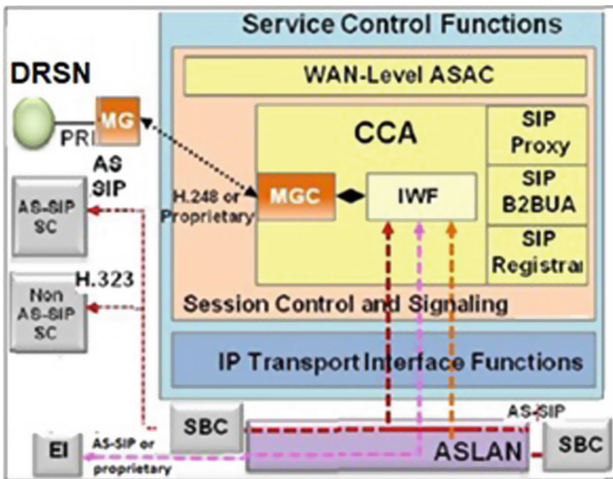 Service Control Functions
DRSN
WAN-Level ASAC
MG
PRI
CCA
SIP
Proxy
AS
SIP
AS-SIP
SC
H.248 or
Proprietary
MGC
IWF
SIP
B2BUA
SIP
Registrar
H.323
Non
AS-SIP
SC
Session Control and Signaling
IP Transport Interface Functions
SBC
AS-SIP
EI
AS-SIP or
proprietary
ASLAN
SBC